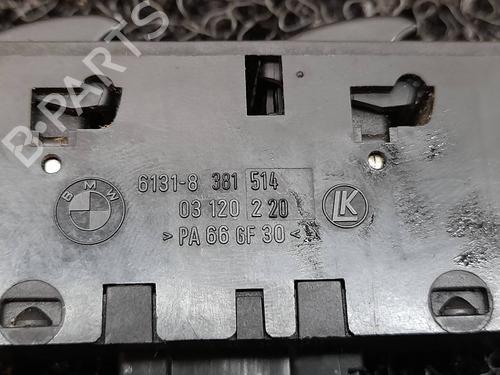 B-PARTS
6131-8 381 514
BMW
03 120 2 20
LK
> PA 66 GF 30 <